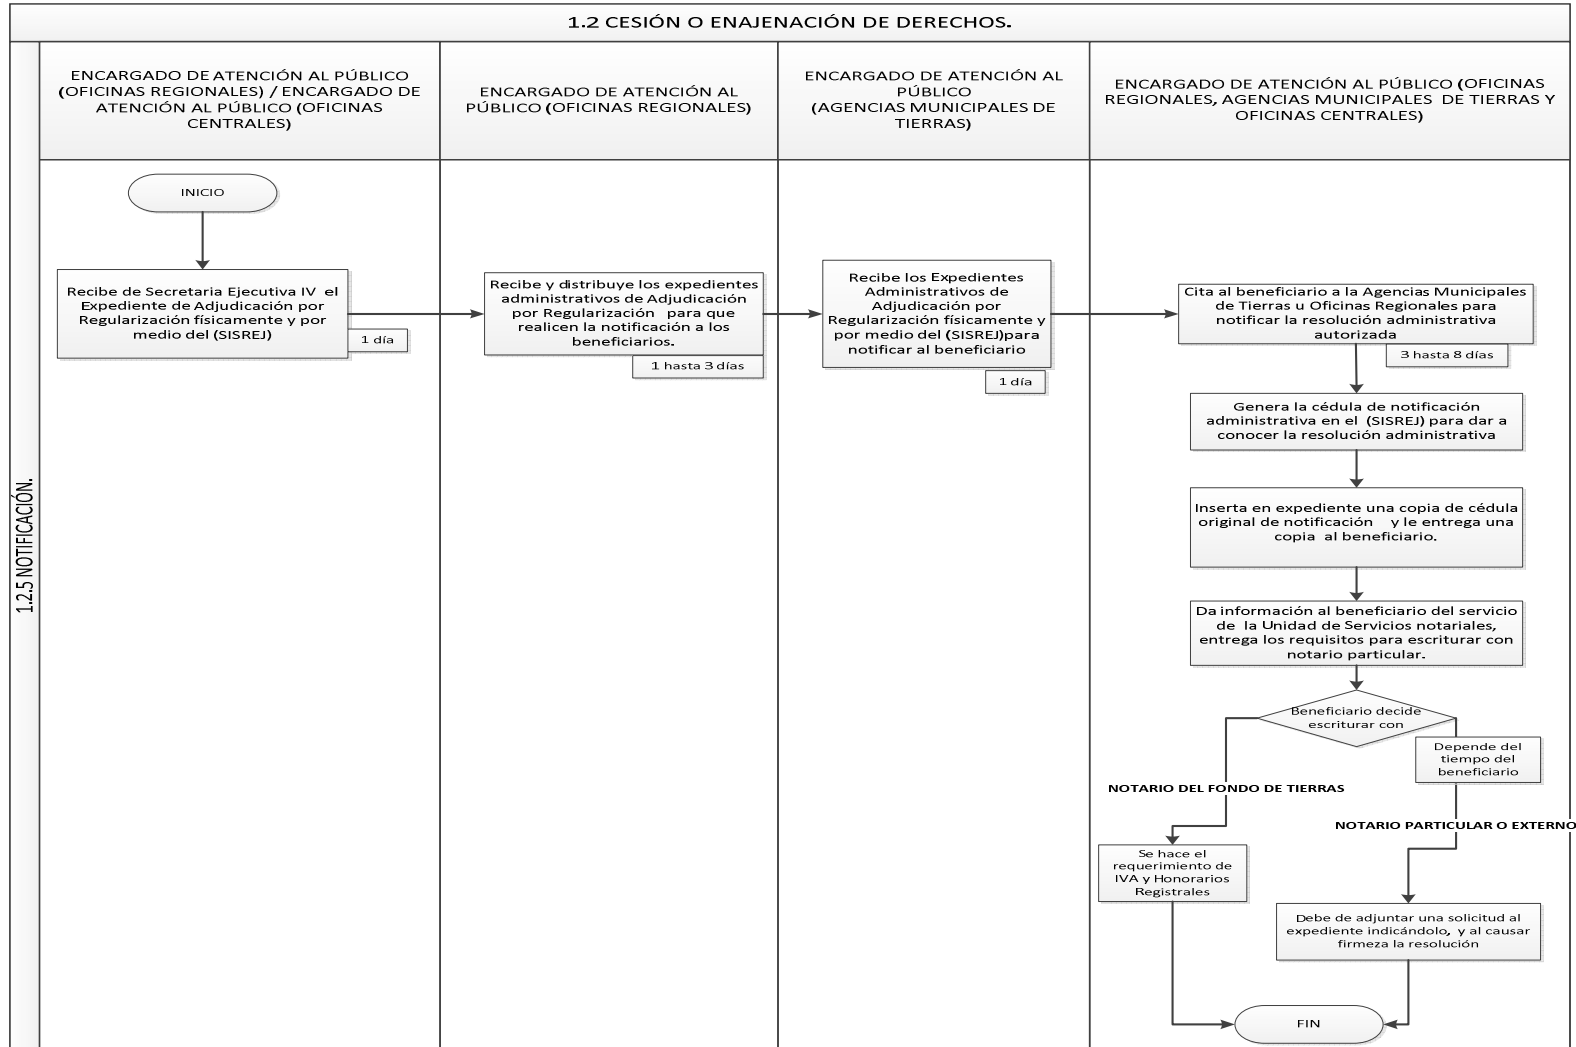 1.2 CESIÓN O ENAJENACIÓN DE DERECHOS.
1.2.5 NOTIFICACIÓN.
ENCARGADO DE ATENCIÓN AL PÚBLICO
(OFICINAS REGIONALES) / ENCARGADO DE
ATENCIÓN AL PÚBLICO (OFICINAS
CENTRALES)
ENCARGADO DE ATENCIÓN AL
PÚBLICO (OFICINAS REGIONALES)
ENCARGADO DE ATENCIÓN AL
PÚBLICO
(AGENCIAS MUNICIPALES DE
TIERRAS)
ENCARGADO DE ATENCIÓN AL PÚBLICO (OFICINAS
REGIONALES, AGENCIAS MUNICIPALES DE TIERRAS Y
OFICINAS CENTRALES)
INICIO
Recibe de Secretaria Ejecutiva IV el
Expediente de Adjudicación por
Regularización físicamente y por
medio del (SISREJ)
1 día
Recibe y distribuye los expedientes
administrativos de Adjudicación
por Regularización para que
realicen la notificación a los
beneficiarios.
1 hasta 3 días
Recibe los Expedientes
Administrativos de
Adjudicación por
Regularización físicamente y
por medio del (SISREJ)para
notificar al beneficiario
1 día
Cita al beneficiario a la Agencias Municipales
de Tierras u Oficinas Regionales para
notificar la resolución administrativa
autorizada
3 hasta 8 días
Genera la cédula de notificación
administrativa en el (SISREJ) para dar a
conocer la resolución administrativa
Inserta en expediente una copia de cédula
original de notificación y le entrega una
copia al beneficiario.
Da información al beneficiario del servicio
de la Unidad de Servicios notariales,
entrega los requisitos para escriturar con
notario particular.
Beneficiario decide
escriturar con
Depende del
tiempo del
beneficiario
NOTARIO DEL FONDO DE TIERRAS
NOTARIO PARTICULAR O EXTERNO
Se hace el
requerimiento de
IVA y Honorarios
Registrales
Debe de adjuntar una solicitud al
expediente indicándolo, y al causar
firmeza la resolución
FIN